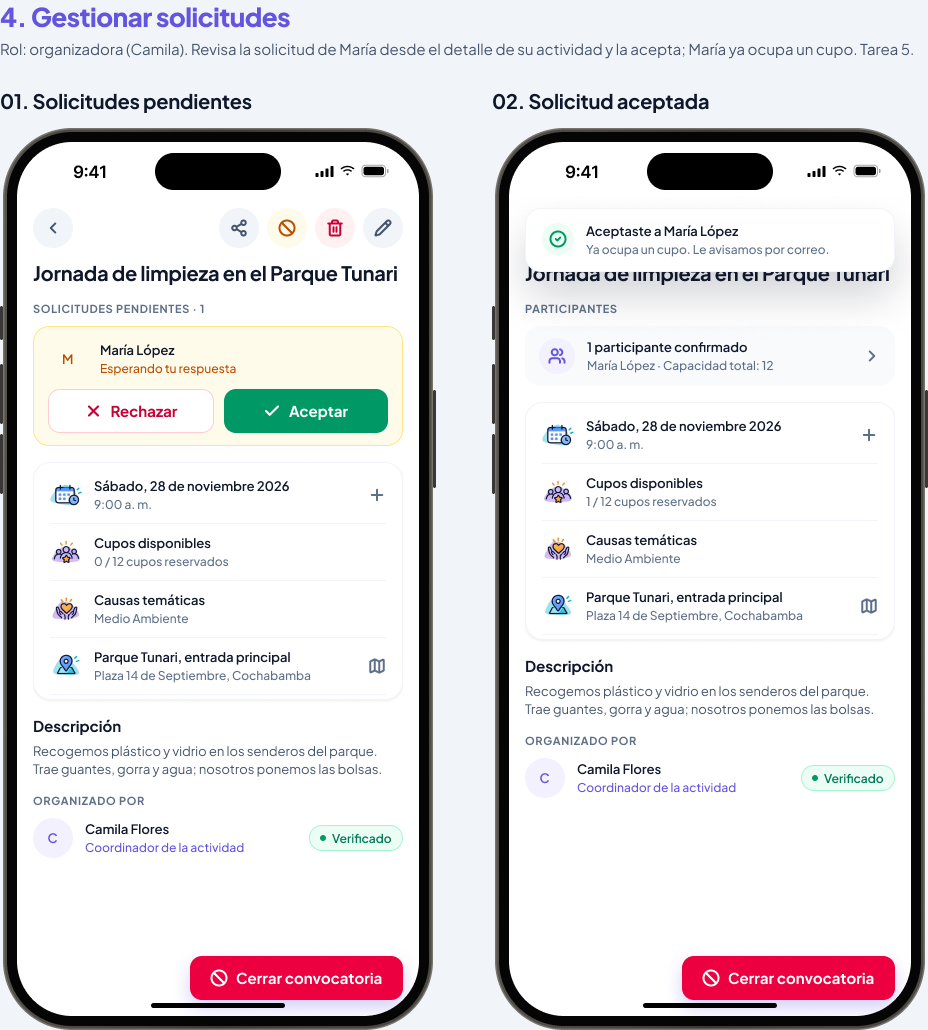 4. Gestionar solicitudes
Rol: organizadora (Camila). Revisa la solicitud de María desde el detalle de su actividad y la acepta; María ya ocupa un cupo. Tarea 5.
01. Solicitudes pendientes
9:41
Jornada de limpieza en el Parque Tunari
SOLICITUDES PENDIENTES · 1
M
María López
Esperando tu respuesta
Rechazar
Aceptar
Sábado, 28 de noviembre 2026
9:00 a. m.
Cupos disponibles
0 / 12 cupos reservados
Causas temáticas
Medio Ambiente
Parque Tunari, entrada principal
Plaza 14 de Septiembre, Cochabamba
Descripción
Recogemos plástico y vidrio en los senderos del parque.
Trae guantes, gorra y agua; nosotros ponemos las bolsas.
ORGANIZADO POR
C
Camila Flores
Coordinador de la actividad
Verificado
Cerrar convocatoria
02. Solicitud aceptada
9:41
Aceptaste a María López
Ya ocupa un cupo. Le avisamos por correo.
Jornada de limpieza en el Parque Tunari
PARTICIPANTES
1 participante confirmado
María López · Capacidad total: 12
Sábado, 28 de noviembre 2026
9:00 a. m.
Cupos disponibles
1 / 12 cupos reservados
Causas temáticas
Medio Ambiente
Parque Tunari, entrada principal
Plaza 14 de Septiembre, Cochabamba
Descripción
Recogemos plástico y vidrio en los senderos del parque.
Trae guantes, gorra y agua; nosotros ponemos las bolsas.
ORGANIZADO POR
C
Camila Flores
Coordinador de la actividad
Verificado
Cerrar convocatoria